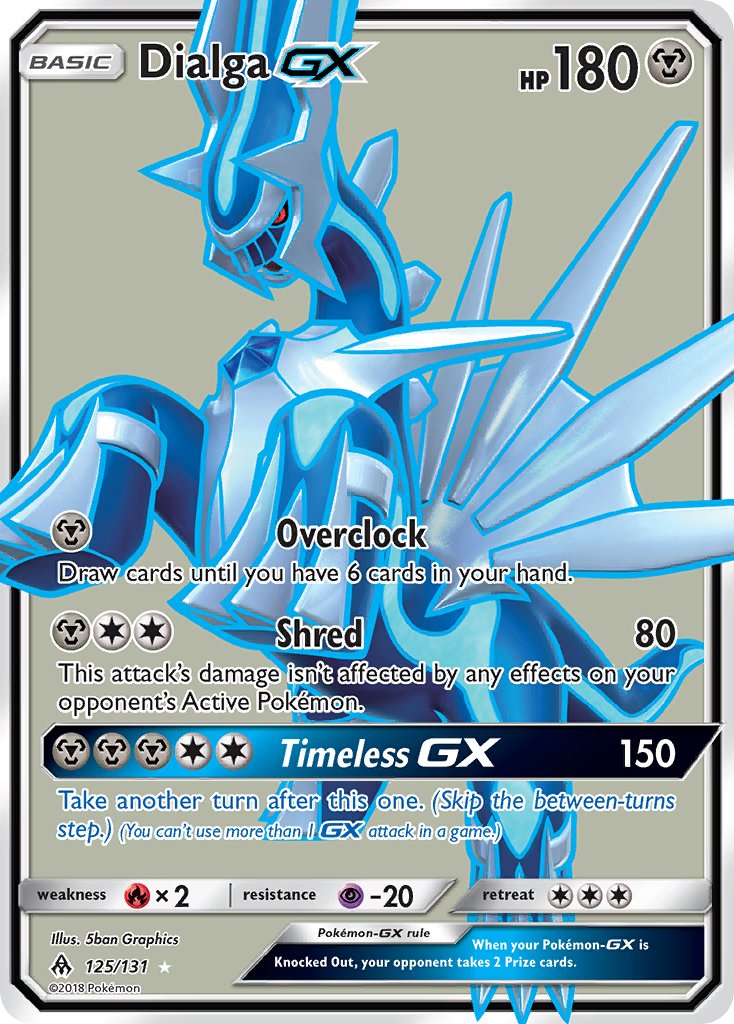 BASIC Dialga GX HP 180
Overclock
Draw cards until you have 6 cards in your hand.
Shred 80
This attack's damage isn't affected by any effects on your
opponent's Active Pokémon.
Timeless GX 150
Take another turn after this one. (Skip the between-turns
step.) (You can't use more than 1 GX attack in a game.)
weakness × 2 resistance -20 retreat
Illus. 5ban Graphics
125/131
©2018 Pokémon
Pokémon-GX rule
When your Pokémon-GX is
Knocked Out, your opponent takes 2 Prize cards.